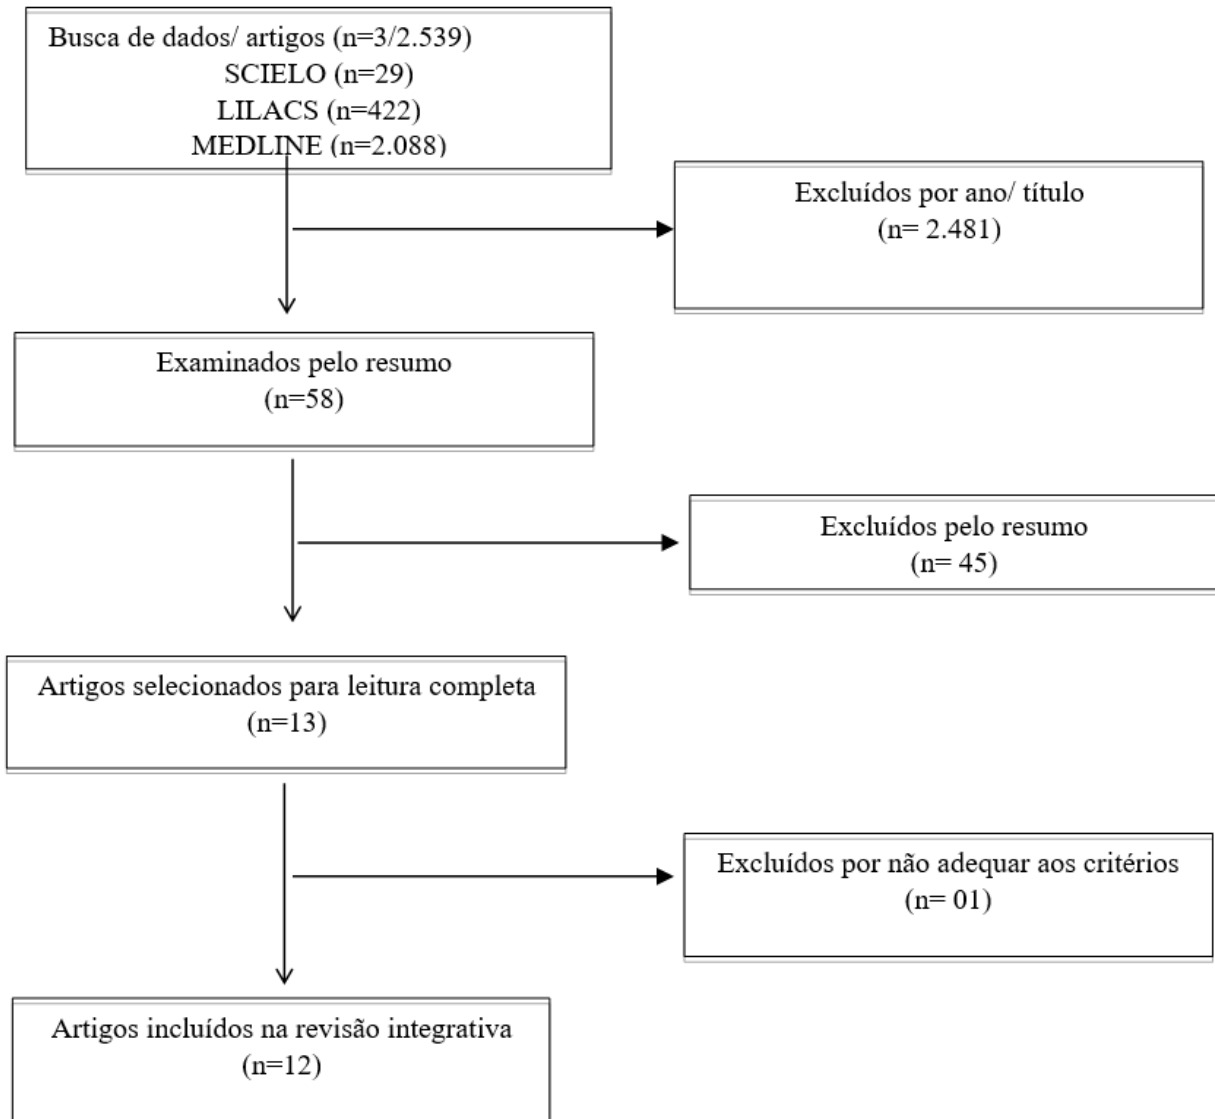 Busca de dados/ artigos (n=3/2.539)
SCIELO (n=29)
LILACS (n=422)
MEDLINE (n=2.088)
Excluídos por ano/ título
(n= 2.481)
Examinados pelo resumo
(n=58)
Excluídos pelo resumo
(n= 45)
Artigos selecionados para leitura completa
(n=13)
Excluídos por não adequar aos critérios
(n= 01)
Artigos incluídos na revisão integrativa
(n=12)